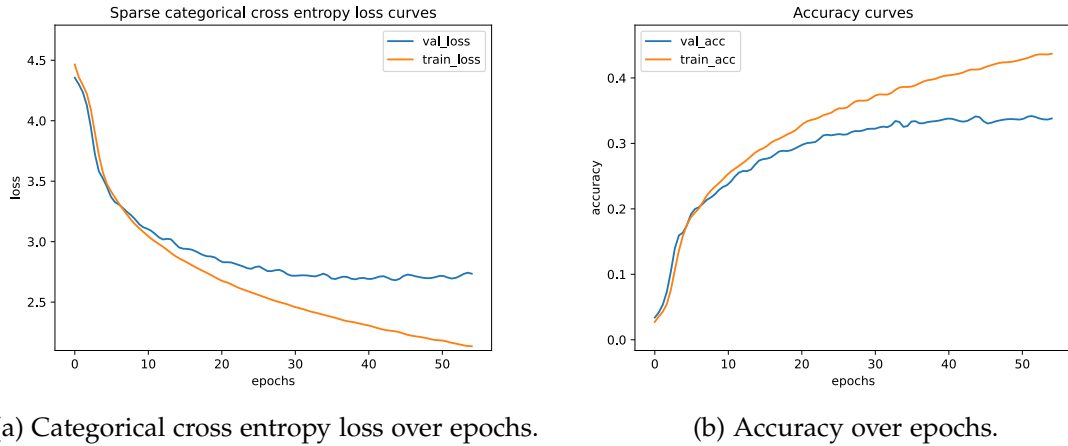 Sparse categorical cross entropy loss curves
val_loss
train_loss
4.5
4.0
3.5
3.0
2.5
loss
0 10 20 30 40 50
epochs
Accuracy curves
val_acc
train_acc
0.4
0.3
0.2
0.1
0.0
accuracy
0 10 20 30 40 50
epochs
a) Categorical cross entropy loss over epochs.
(b) Accuracy over epochs.